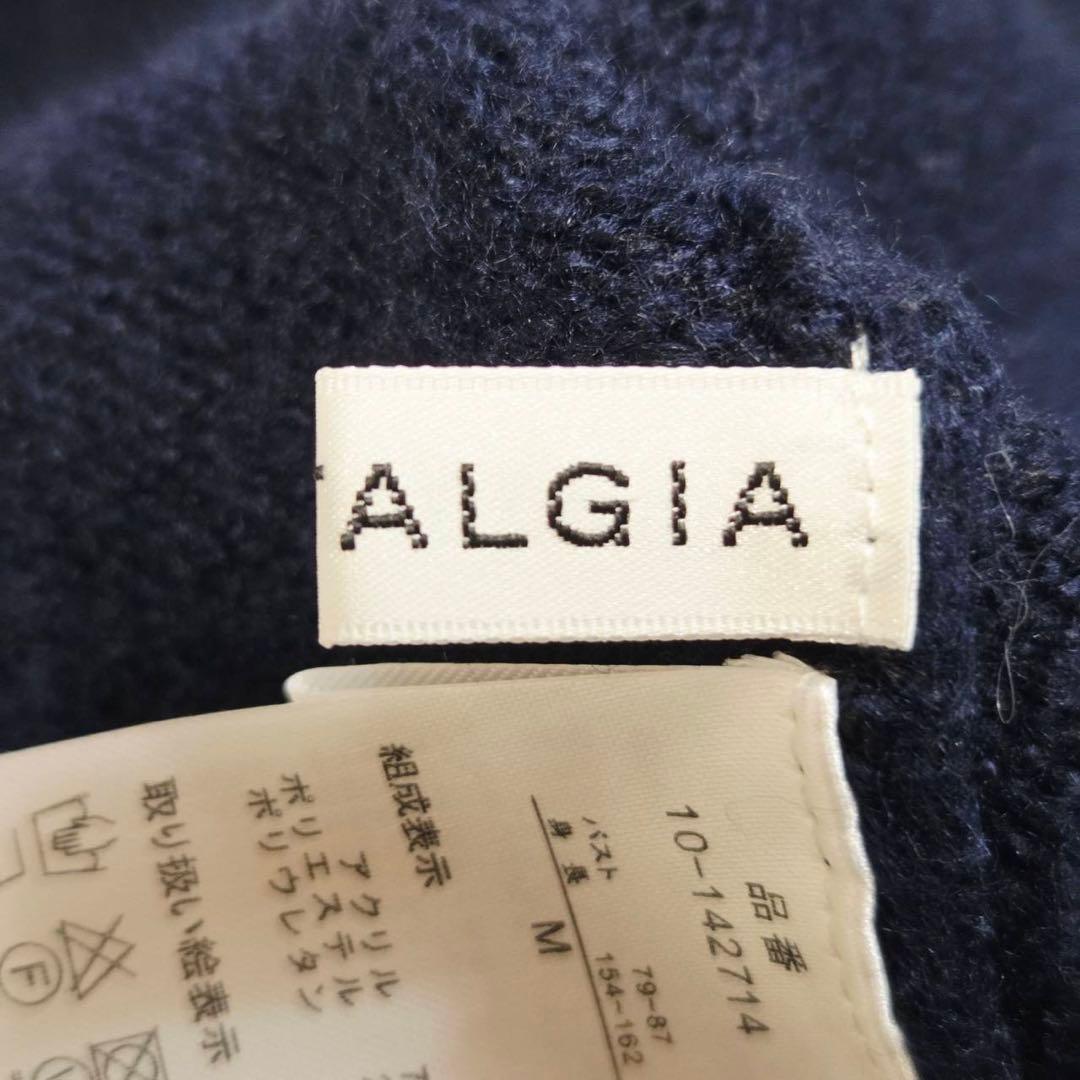 ALGIA
品番
10-142714
バスト 79-87
身長 154-162
M
組成表示
アクリル
ポリエステル
ポリウレタン
取り扱い絵表示
F